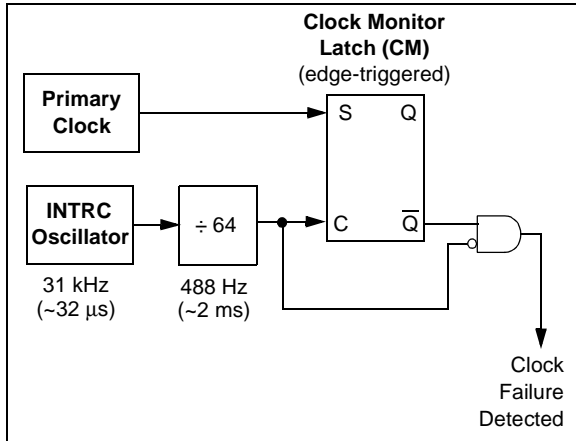 Clock Monitor
Latch (CM)
(edge-triggered)
Primary
Clock
S
Q
INTRC
Oscillator
÷ 64
C
Q̅
31 kHz
(~32 μs)
488 Hz
(~2 ms)
Clock
Failure
Detected